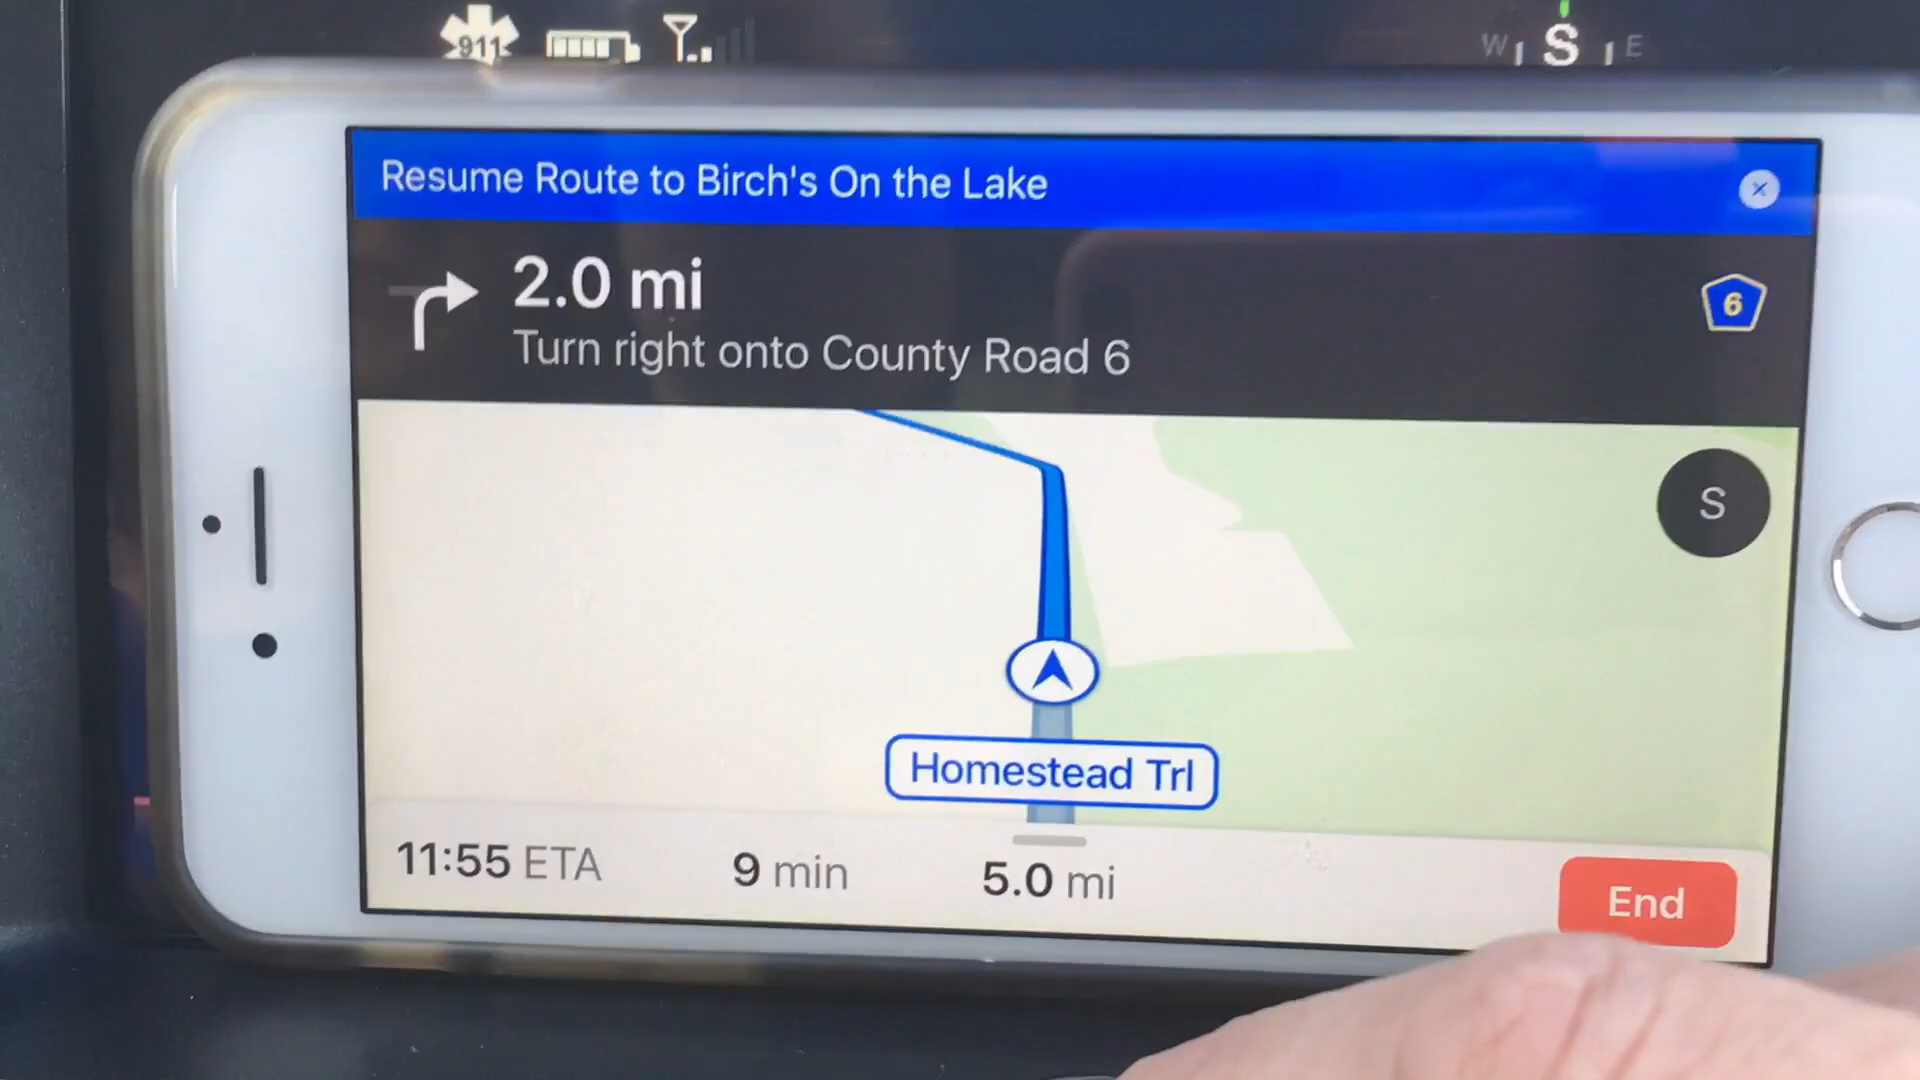 911
W S E
Resume Route to Birch's On the Lake
2.0 mi
Turn right onto County Road 6
6
S
Homestead Trl
11:55 ETA
9 min
5.0 mi
End